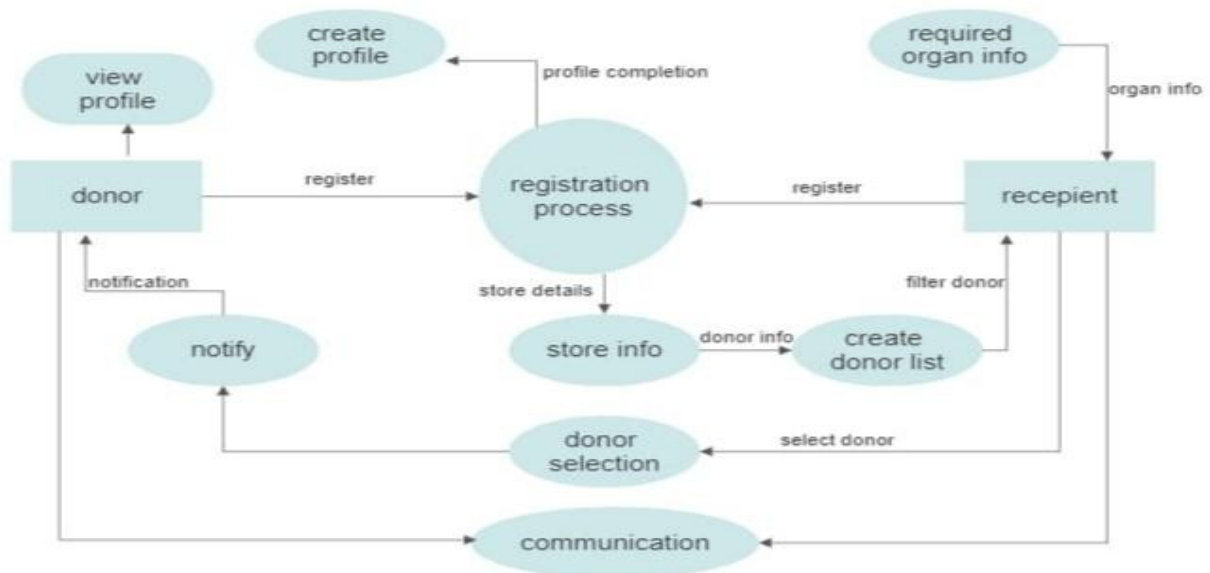 create
profile
required
organ info
view
profile
profile completion
organ info
donor
register
registration
process
register
recepient
notification
store details
filter donor
notify
store info
donor info
create
donor list
donor
selection
select donor
communication